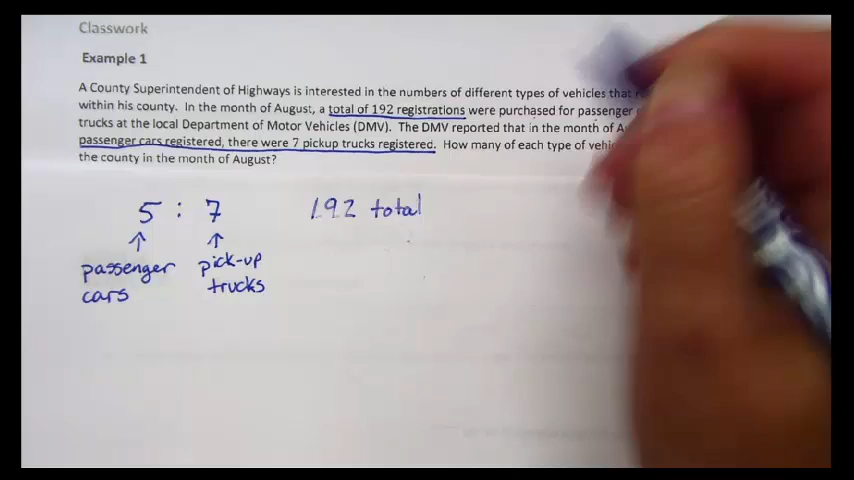 Classwork
Example 1
A County Superintendent of Highways is interested in the numbers of different types of vehicles that
within his county. In the month of August, a total of 192 registrations were purchased for passenger
trucks at the local Department of Motor Vehicles (DMV). The DMV reported that in the month of
passenger cars registered, there were 7 pickup trucks registered. How many of each type of
the county in the month of August?
5 : 7 192 total
passenger pick-up
cars trucks